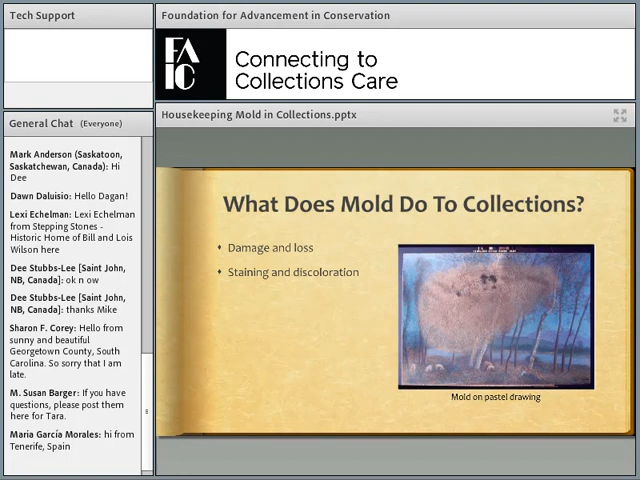 Tech Support
Foundation for Advancement in Conservation
FA
IC
Connecting to
Collections Care
General Chat (Everyone)
Mark Anderson (Saskatoon,
Saskatchewan, Canada): Hi
Dee
Dawn Daluisio: Hello Dagan!
Lexi Echelman: Lexi Echelman
from Stepping Stones -
Historic Home of Bill and Lois
Wilson here
Dee Stubbs-Lee [Saint John,
NB, Canada]: ok n ow
Dee Stubbs-Lee [Saint John,
NB, Canada]: thanks Mike
Sharon F. Corey: Hello from
sunny and beautiful
Georgetown County, South
Carolina. So sorry that I am
late.
M. Susan Barger: If you have
questions, please post them
here for Tara.
Maria García Morales: hi from
Tenerife, Spain
Housekeeping Mold in Collections.pptx
What Does Mold Do To Collections?
Damage and loss
Staining and discoloration
Mold on pastel drawing